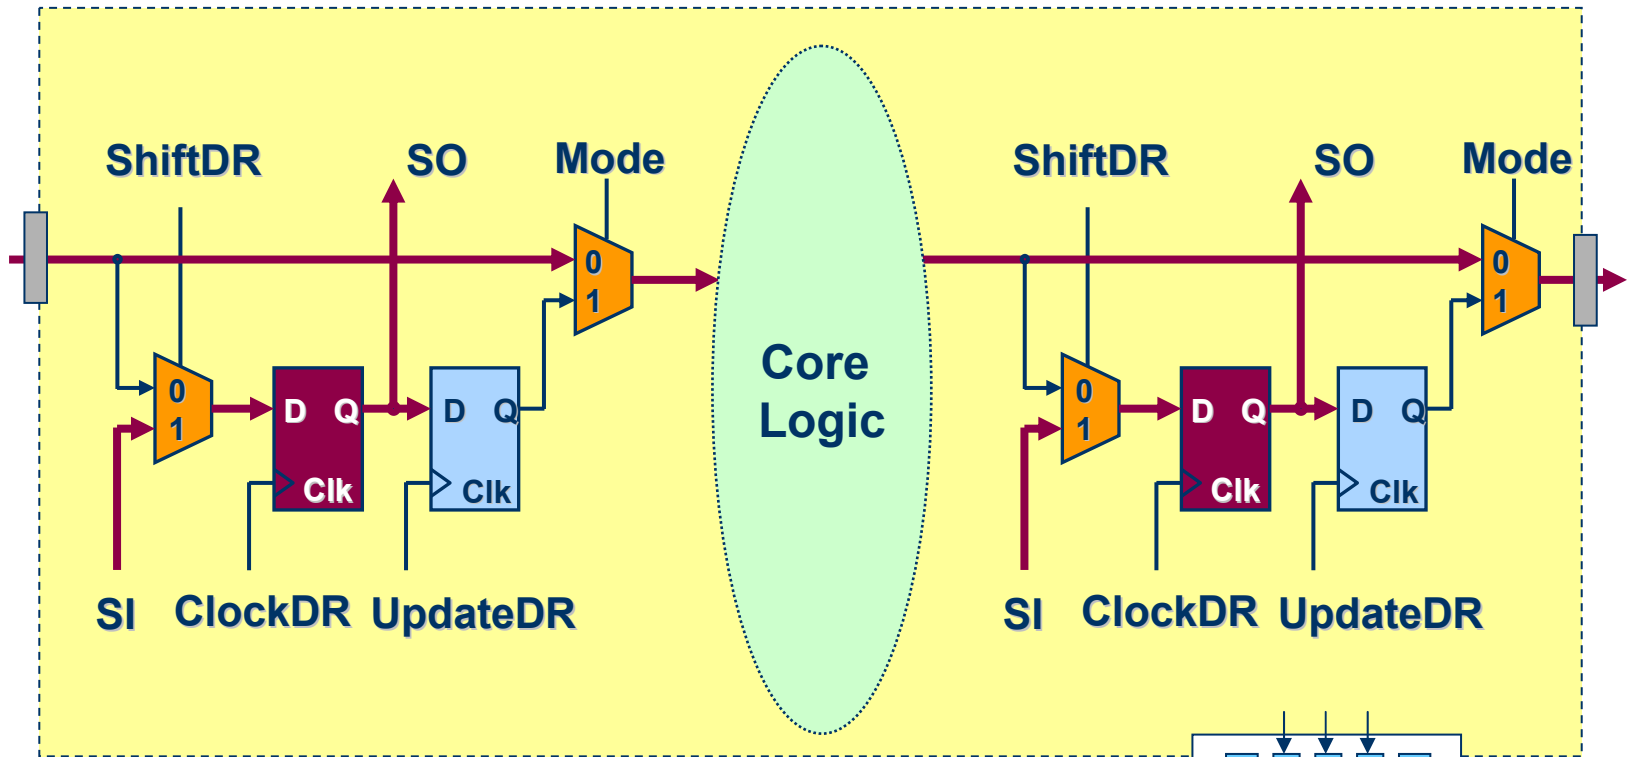 ShiftDR SO Mode ShiftDR SO Mode
0 0
1 1
Core
Logic
0 D Q D Q 0 D Q D Q
1 1
Clk Clk Clk Clk
SI ClockDR UpdateDR SI ClockDR UpdateDR